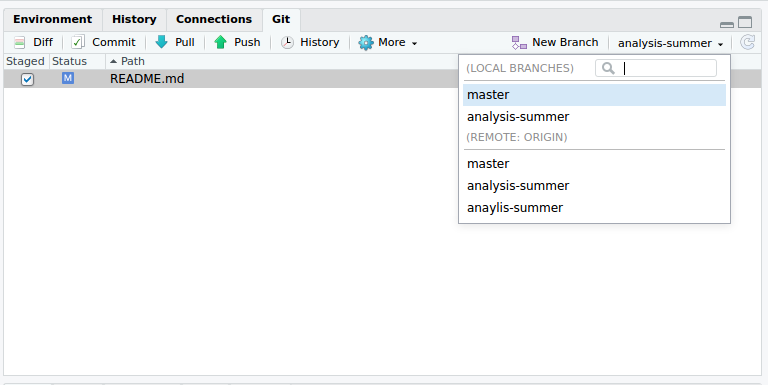 Environment History Connections Git
Diff Commit Pull Push History More New Branch analysis-summer
Staged Status Path
M README.md
(LOCAL BRANCHES)
master
analysis-summer
(REMOTE: ORIGIN)
master
analysis-summer
anaylis-summer